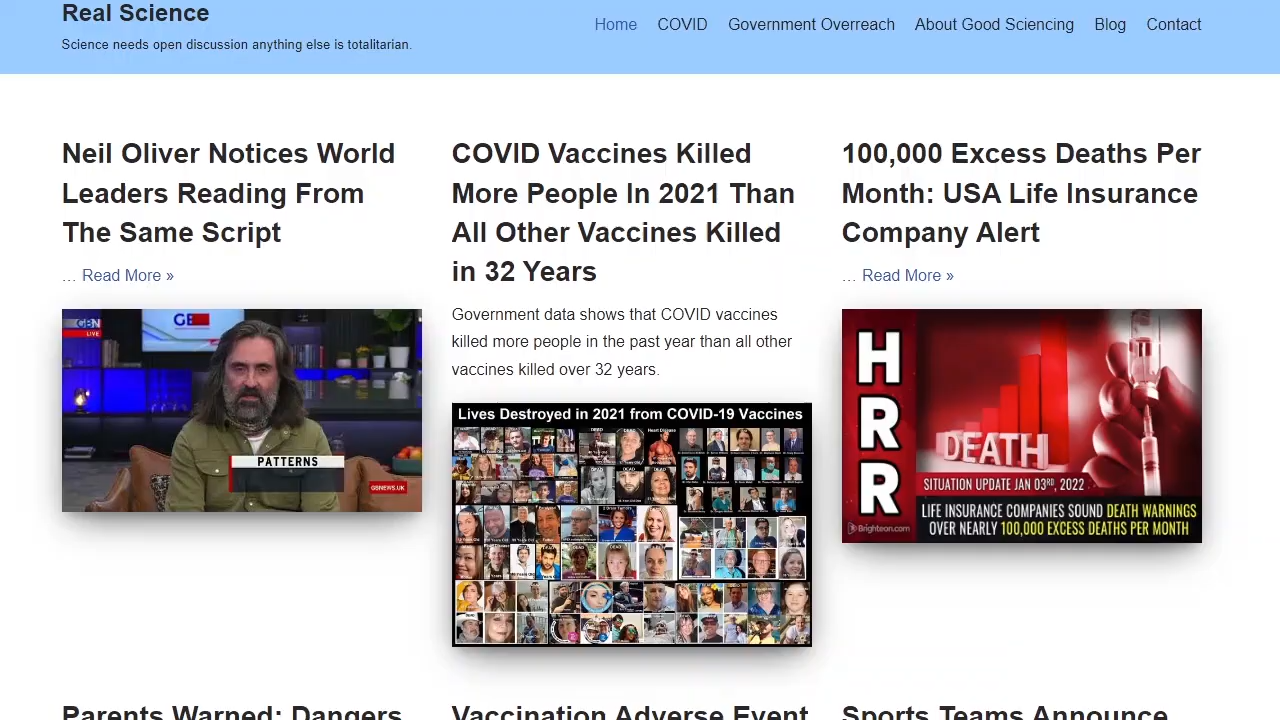 Real Science
Science needs open discussion anything else is totalitarian.
Home COVID Government Overreach About Good Sciencing Blog Contact
Neil Oliver Notices World
Leaders Reading From
The Same Script
... Read More »
GBN
LIVE
PATTERNS
GBNEWS.UK
COVID Vaccines Killed
More People In 2021 Than
All Other Vaccines Killed
in 32 Years
Government data shows that COVID vaccines
killed more people in the past year than all other
vaccines killed over 32 years.
Lives Destroyed in 2021 from COVID-19 Vaccines
100,000 Excess Deaths Per
Month: USA Life Insurance
Company Alert
... Read More »
HRR
DEATH
SITUATION UPDATE JAN 03RD, 2022
LIFE INSURANCE COMPANIES SOUND DEATH WARNINGS
OVER NEARLY 100,000 EXCESS DEATHS PER MONTH
Brighteon.com
Parents Warned: Dangers
Vaccination Adverse Event
Sports Teams Announce